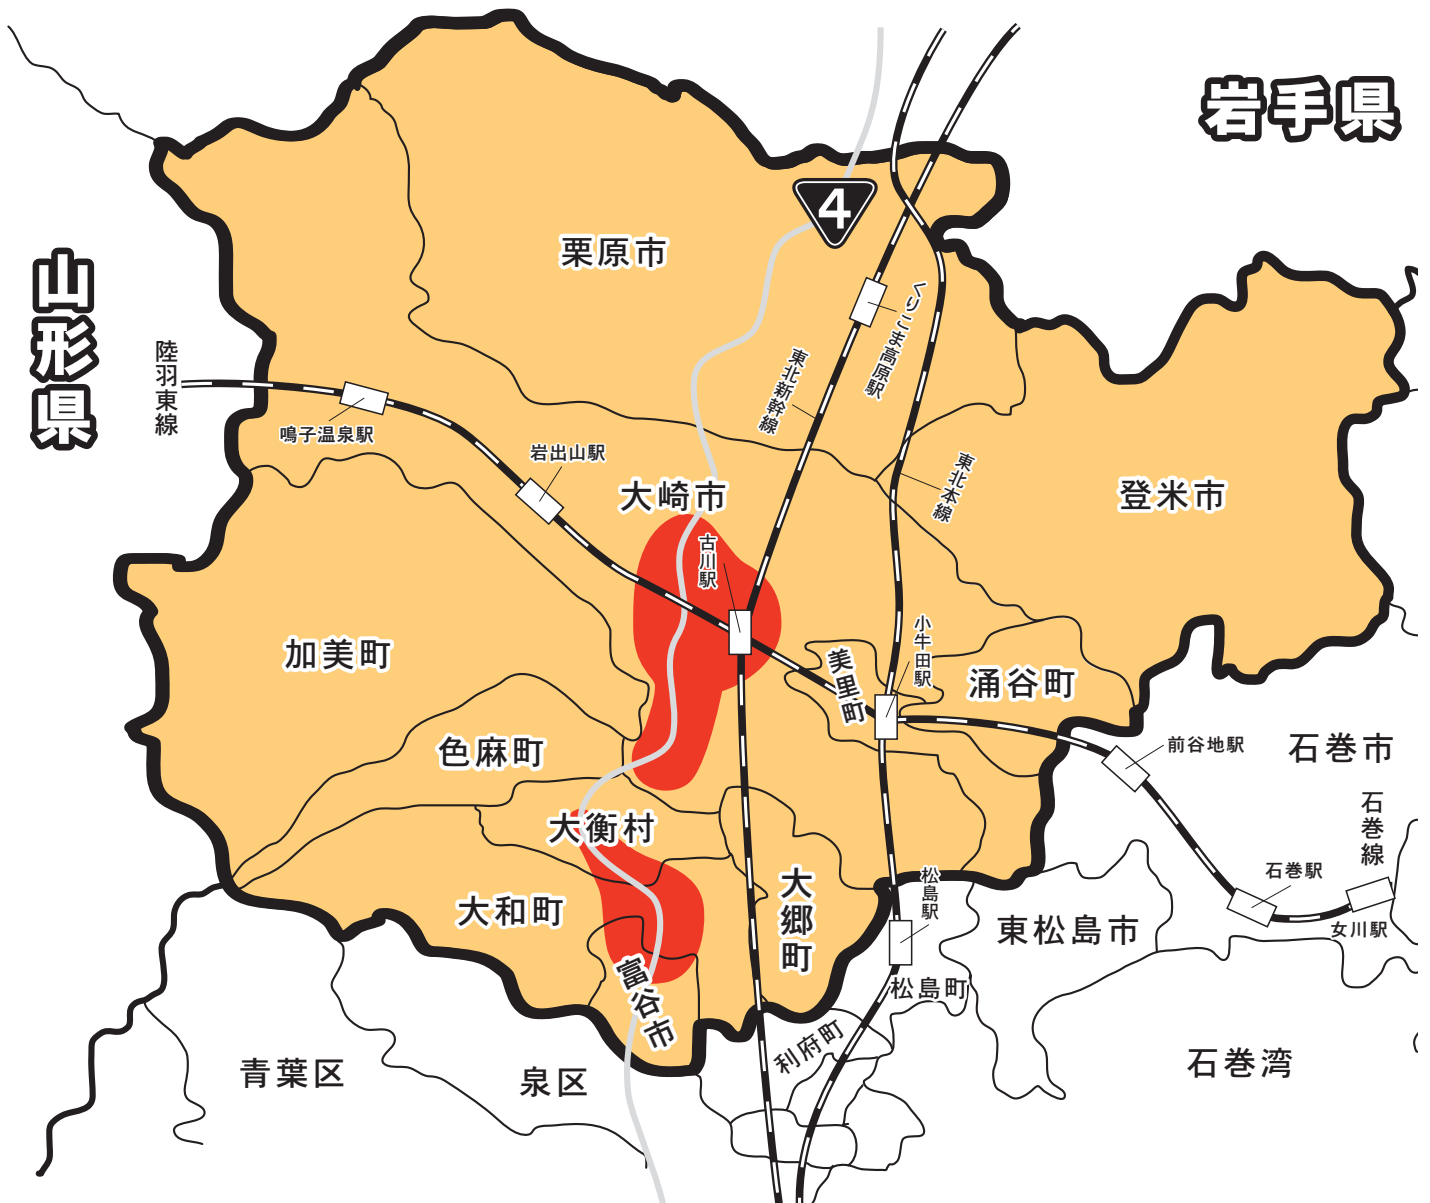 岩手県
4
栗原市
山形県
くりこま高原駅
陸羽東線
東北新幹線
鳴子温泉駅
岩出山駅
東北本線
大崎市
登米市
古川駅
小牛田駅
加美町
美里町
涌谷町
色麻町
前谷地駅
石巻市
石巻線
大衡村
石巻駅
大和町
大郷町
松島駅
東松島市
女川駅
富谷市
松島町
利府町
青葉区
泉区
石巻湾